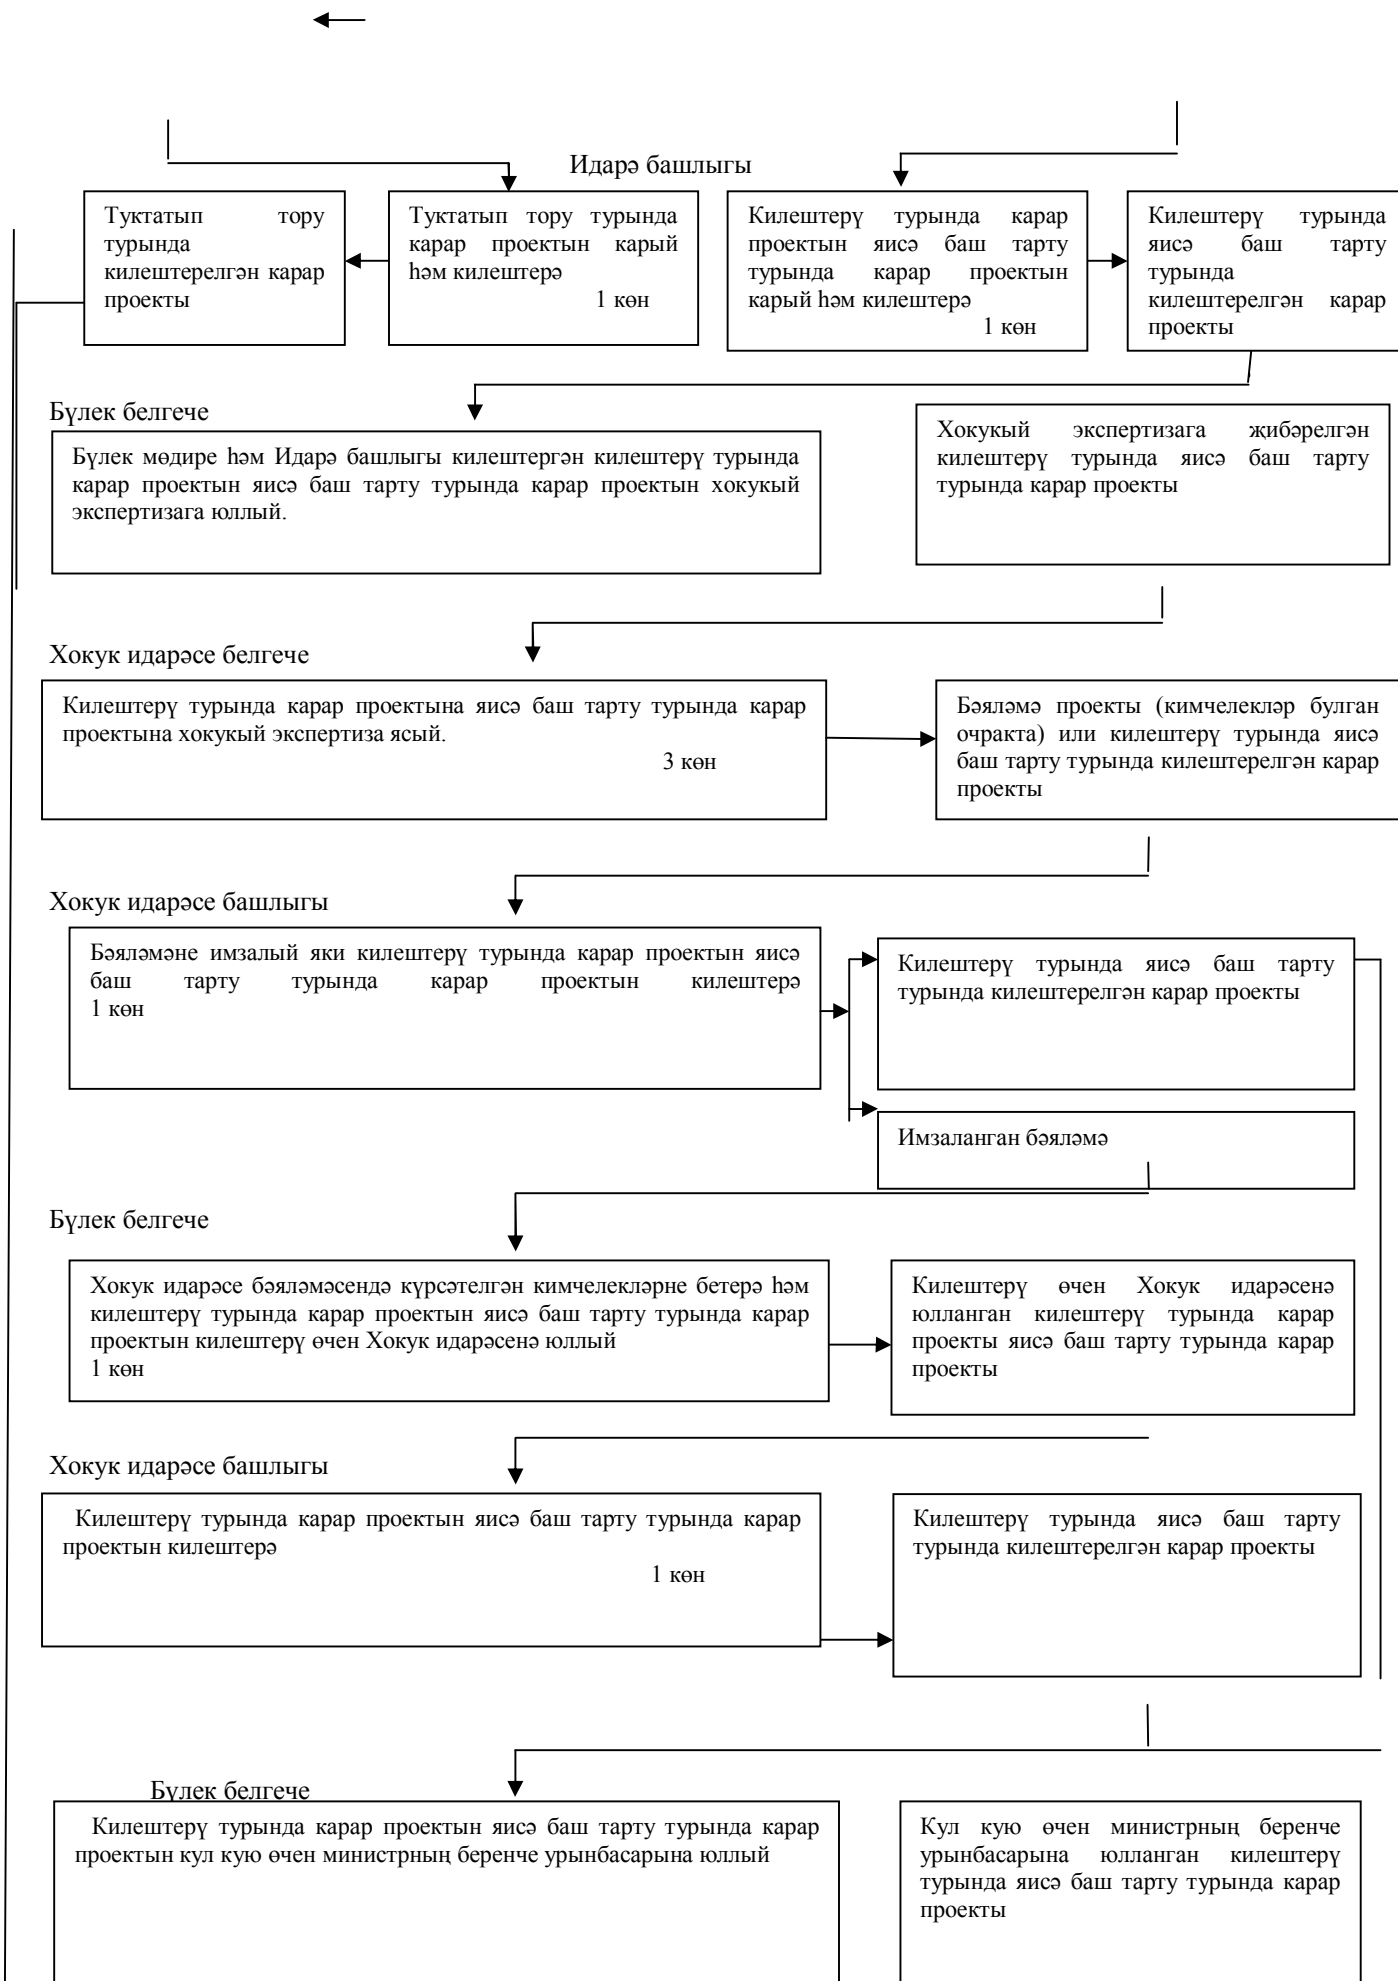 Идарә башлыгы
Туктатып тору
турында
килештерелгән карар
проекты
Туктатып тору турында
карар проектын карый
һәм килештерә
1 көн
Килештерү турында карар
проектын яисә баш тарту
турында карар проектын
карый һәм килештерә
1 көн
Килештерү турында
яисә баш тарту
турында
килештерелгән карар
проекты
Бүлек белгече
Бүлек мөдире һәм Идарә башлыгы килештергән килештерү турында
карар проектын яисә баш тарту турында карар проектын хокукый
экспертизага юллый.
Хокукый экспертизага җибәрелгән
килештерү турында яисә баш тарту
турында карар проекты
Хокук идарәсе белгече
Килештерү турында карар проектына яисә баш тарту турында карар
проектына хокукый экспертиза ясый.
3 көн
Бәяләмә проекты (кимчелекләр булган
очракта) или килештерү турында яисә
баш тарту турында килештерелгән карар
проекты
Хокук идарәсе башлыгы
Бәяләмәне имзалый яки килештерү турында карар проектын яисә
баш тарту турында карар проектын килештерә
1 көн
Килештерү турында яисә баш тарту
турында килештерелгән карар проекты
Имзаланган бәяләмә
Бүлек белгече
Хокук идарәсе бәяләмәсендә күрсәтелгән кимчелекләрне бетерә һәм
килештерү турында карар проектын яисә баш тарту турында карар
проектын килештерү өчен Хокук идарәсенә юллый
1 көн
Килештерү өчен Хокук идарәсенә
юлланган килештерү турында карар
проекты яисә баш тарту турында карар
проекты
Хокук идарәсе башлыгы
Килештерү турында карар проектын яисә баш тарту турында карар
проектын килештерә
1 көн
Килештерү турында яисә баш тарту
турында килештерелгән карар проекты
Бүлек белгече
Килештерү турында карар проектын яисә баш тарту турында карар
проектын кул кую өчен министрның беренче урынбасарына юллый
Кул кую өчен министрның беренче
урынбасарына юлланган килештерү
турында яисә баш тарту турында карар
проекты